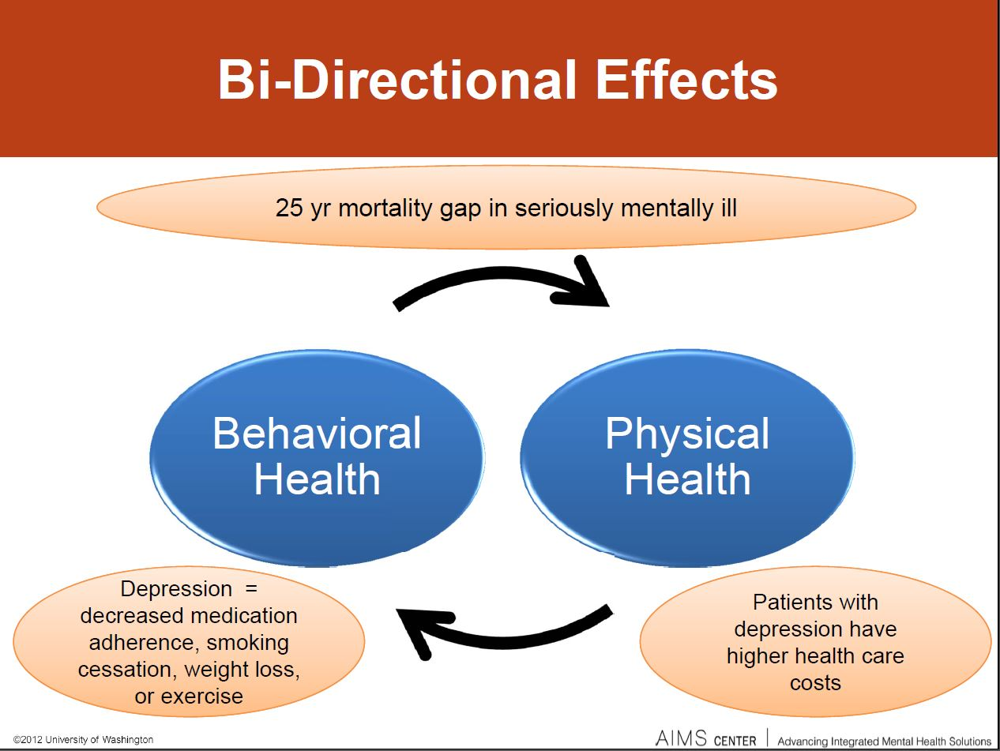 Bi-Directional Effects
25 yr mortality gap in seriously mentally ill
Behavioral
Health
Physical
Health
Depression =
decreased medication
adherence, smoking
cessation, weight loss,
or exercise
Patients with
depression have
higher health care
costs
©2012 University of Washington
AIMS CENTER | Advancing Integrated Mental Health Solutions